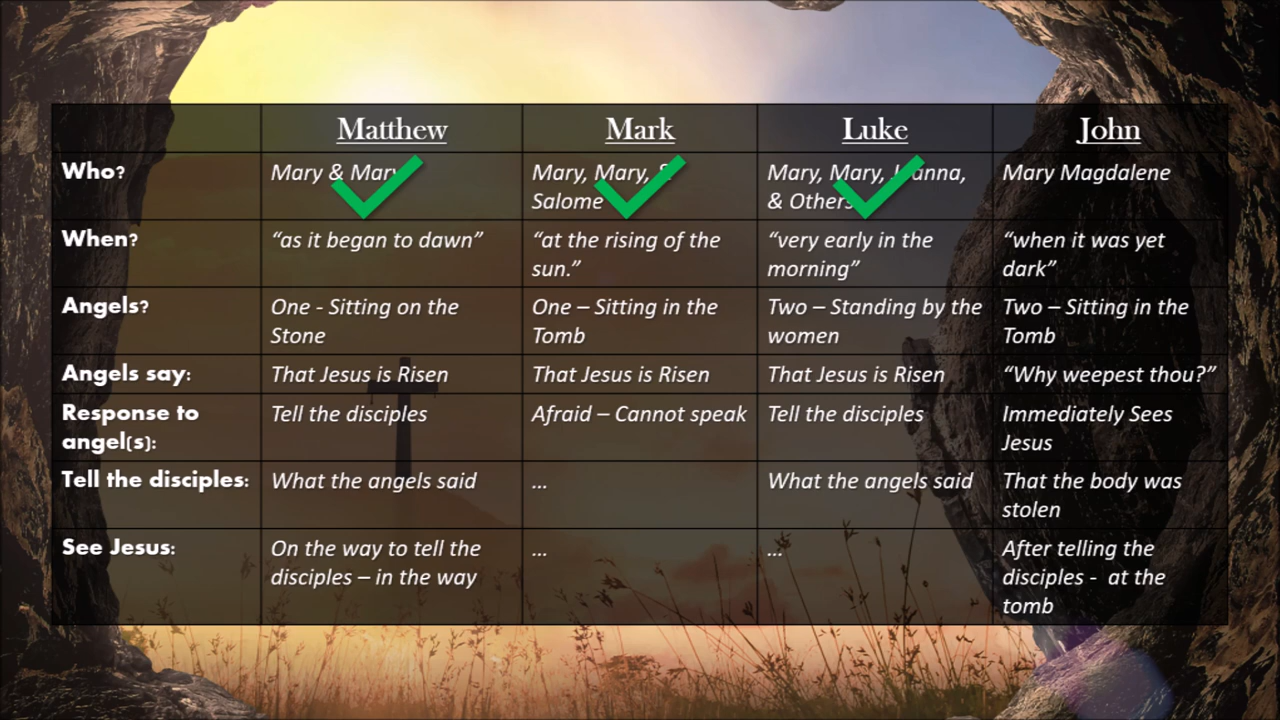 Matthew Mark Luke John
Who? Mary & Mary Mary, Mary, & Mary, Mary, Joanna, Mary Magdalene
Salome & Others
When? “as it began to dawn” “at the rising of the “very early in the “when it was yet
sun.” morning” dark”
Angels? One - Sitting on the One – Sitting in the Two – Standing by the Two – Sitting in the
Stone Tomb women Tomb
Angels say: That Jesus is Risen That Jesus is Risen That Jesus is Risen “Why weepest thou?”
Response to Tell the disciples Afraid – Cannot speak Tell the disciples Immediately Sees
angel(s): Jesus
Tell the disciples: What the angels said ... What the angels said That the body was
stolen
See Jesus: On the way to tell the ... ... After telling the
disciples – in the way disciples - at the
tomb